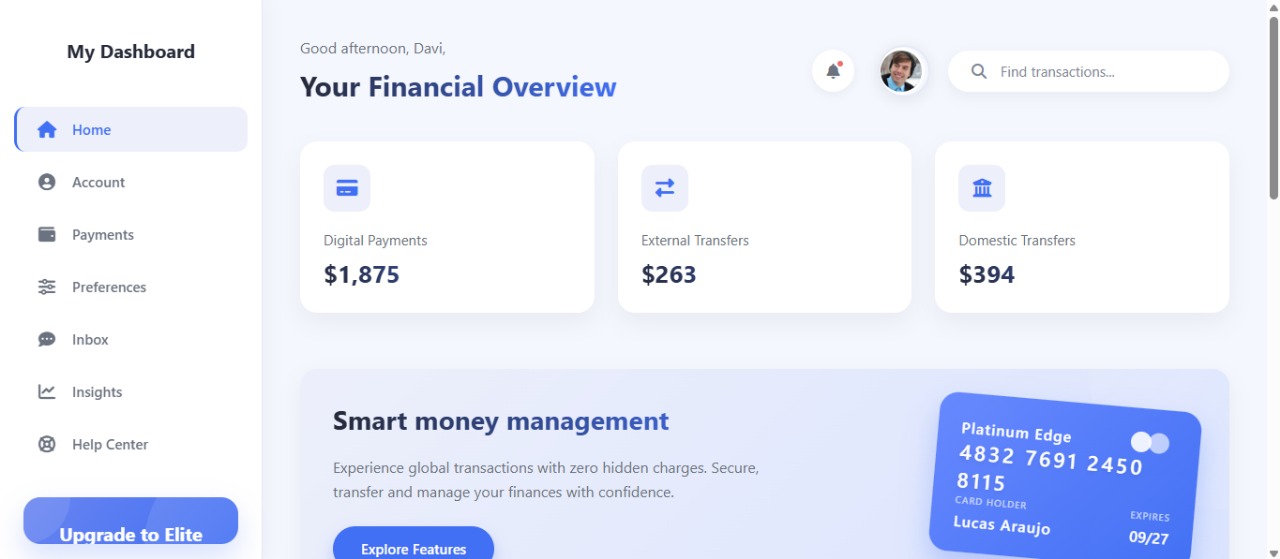 My Dashboard
Home
Account
Payments
Preferences
Inbox
Insights
Help Center
Upgrade to Elite
Good afternoon, Davi,
Your Financial Overview
Find transactions...
Digital Payments
$1,875
External Transfers
$263
Domestic Transfers
$394
Smart money management
Experience global transactions with zero hidden charges. Secure,
transfer and manage your finances with confidence.
Explore Features
Platinum Edge
4832 7691 2450
8115
CARD HOLDER
Lucas Araujo
EXPIRES
09/27